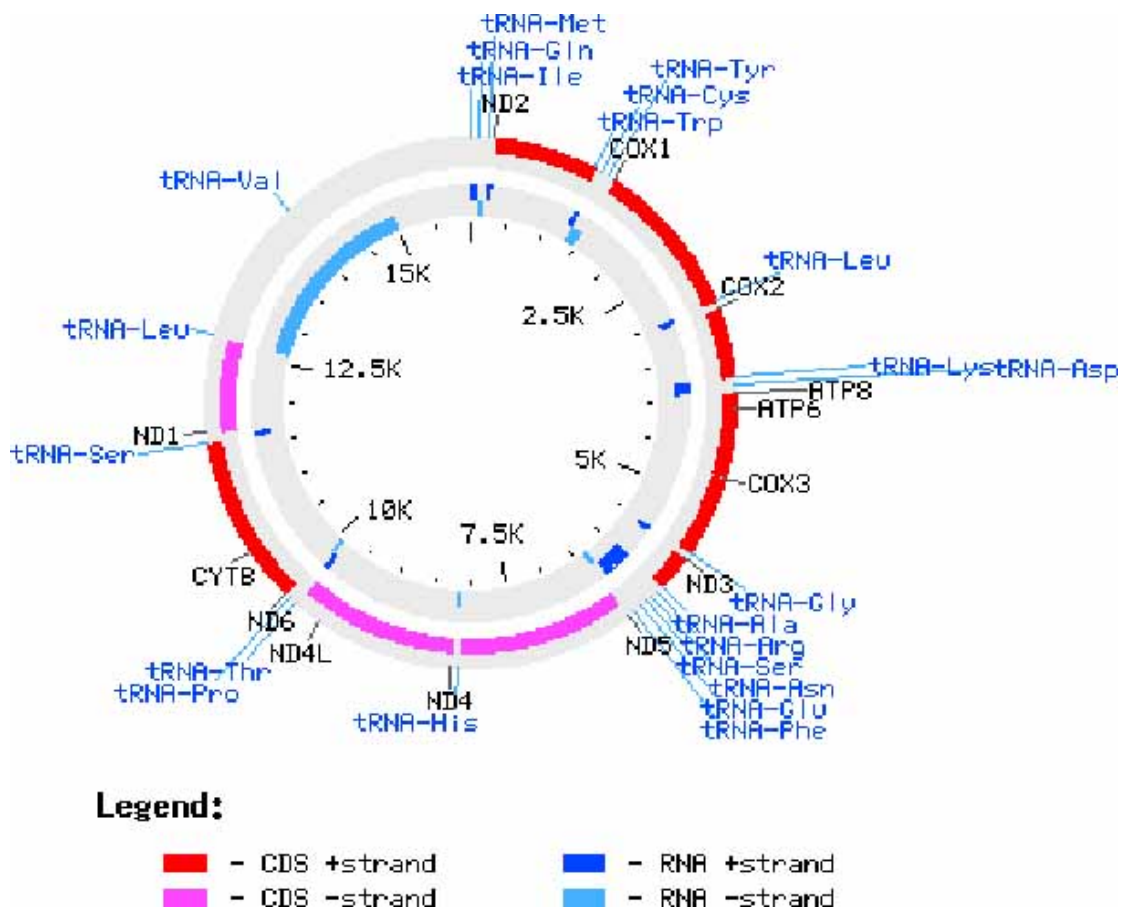 tRNA-Met
tRNA-Gln
tRNA-Ile
ND2
tRNA-Tyr
tRNA-Cys
tRNA-Trp
COX1
tRNA-Val
15K
2.5K
tRNA-Leu
COX2
tRNA-Leu
12.5K
tRNA-Lys
tRNA-Asp
ATP8
ATP6
ND1
tRNA-Ser
5K
COX3
10K
7.5K
CYTB
ND3
tRNA-Gly
ND6
ND4L
ND5
tRNA-Ala
tRNA-Arg
tRNA-Ser
tRNA-Asn
tRNA-Glu
tRNA-Phe
tRNA-Thr
tRNA-Pro
ND4
tRNA-His
Legend:
- CDS +strand
- RNA +strand
- CDS -strand
- RNA -strand